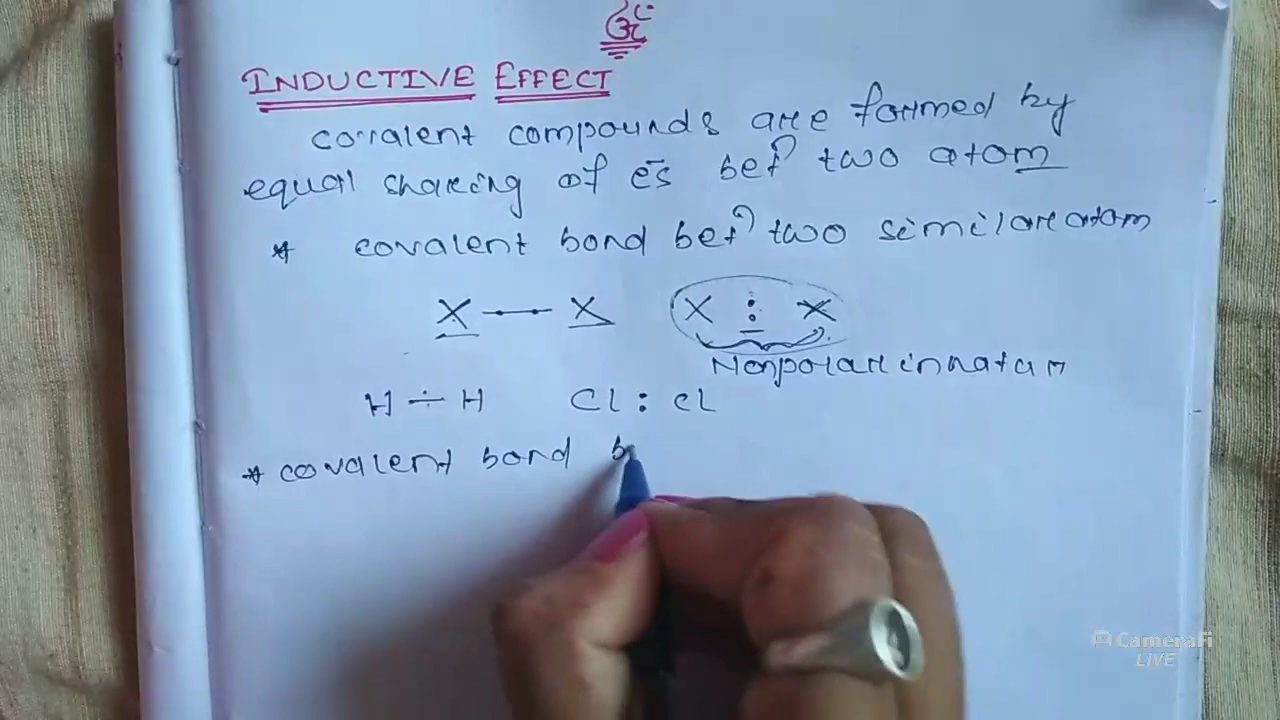 INDUCTIVE EFFECT
covalent compounds are formed by
equal sharing of e̅s betⁿ two atom
* covalent bond betⁿ two similar atom
X — X X : X
Nonpolar in natur
H ÷ H Cl : Cl
* covalent bond b
CameraFi
LIVE